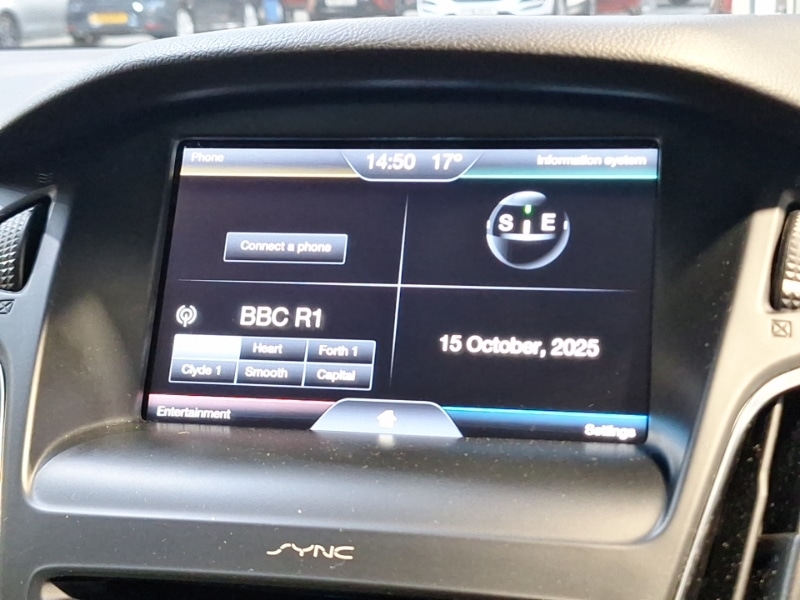 Phone
14:50 17°
Information system
S E
Connect a phone
BBC R1
Heart
Forth 1
Clyde 1
Smooth
Capital
15 October, 2025
Entertainment
Settings
SYNC